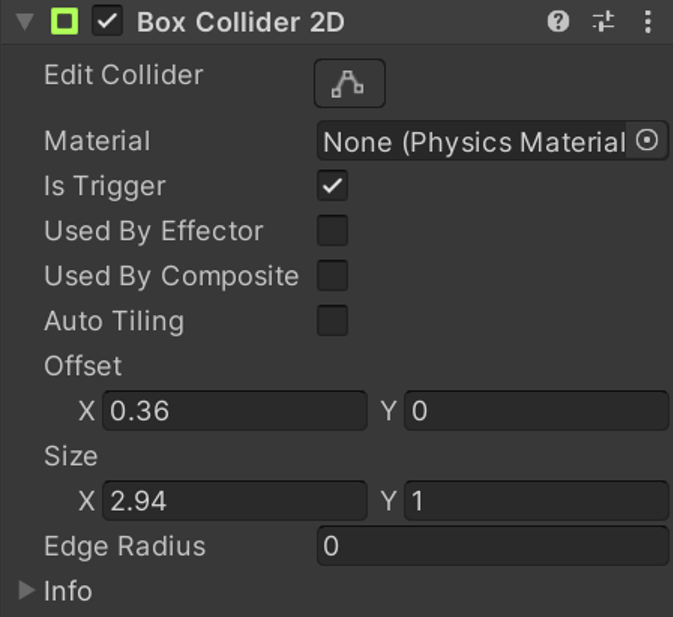 Box Collider 2D
Edit Collider
Material None (Physics Material
Is Trigger
Used By Effector
Used By Composite
Auto Tiling
Offset
X 0.36 Y 0
Size
X 2.94 Y 1
Edge Radius 0
Info